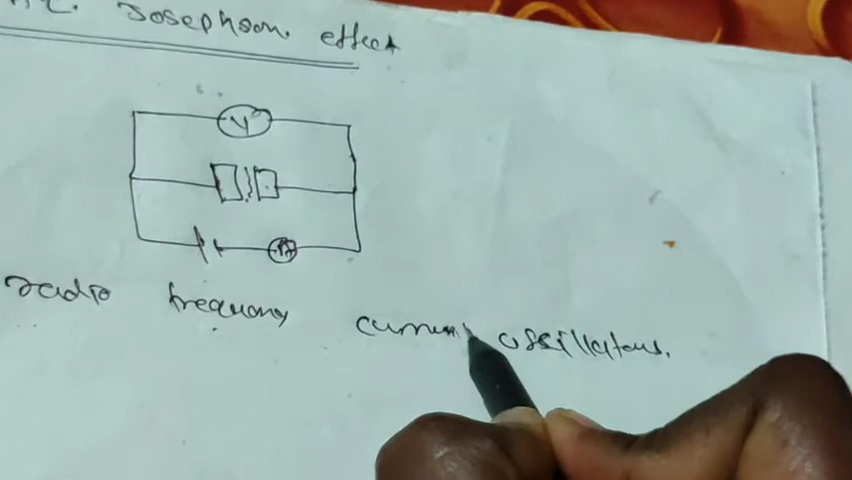 A.C. Josephson. effect
V
A
radio frequency current oscillations.